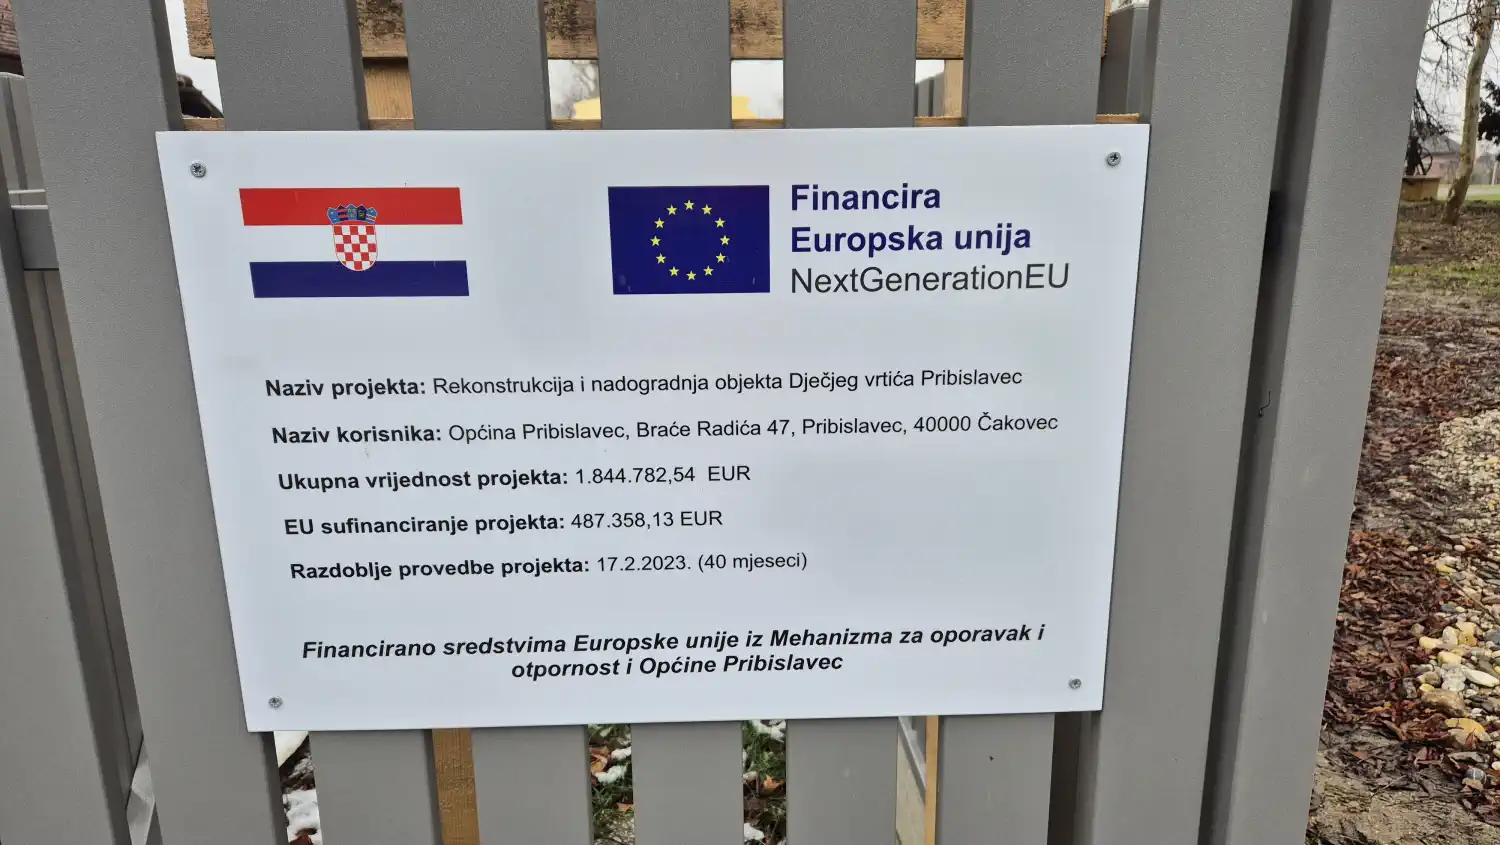 Financira
Europska unija
NextGenerationEU
Naziv projekta: Rekonstrukcija i nadogradnja objekta Dječjeg vrtića Pribislavec
Naziv korisnika: Općina Pribislavec, Braće Radića 47, Pribislavec, 40000 Čakovec
Ukupna vrijednost projekta: 1.844.782,54 EUR
EU sufinanciranje projekta: 487.358,13 EUR
Razdoblje provedbe projekta: 17.2.2023. (40 mjeseci)
Financirano sredstvima Europske unije iz Mehanizma za oporavak i
otpornost i Općine Pribislavec